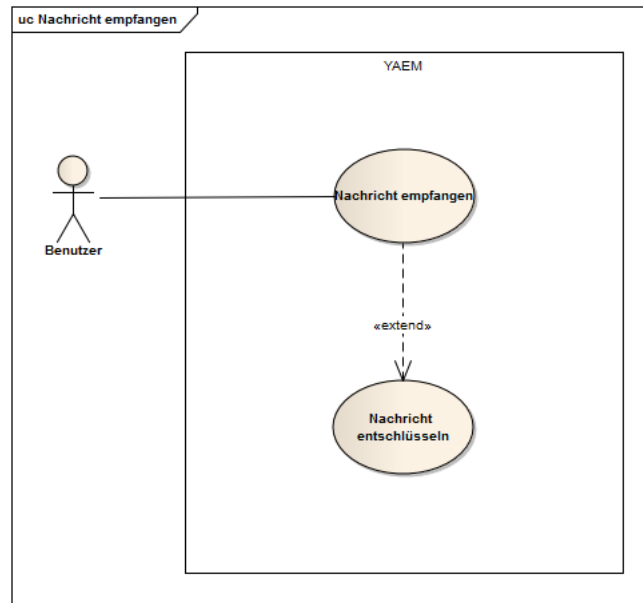 uc Nachricht empfangen
YAEM
Nachricht empfangen
Benutzer
«extend»
Nachricht
entschlüsseln